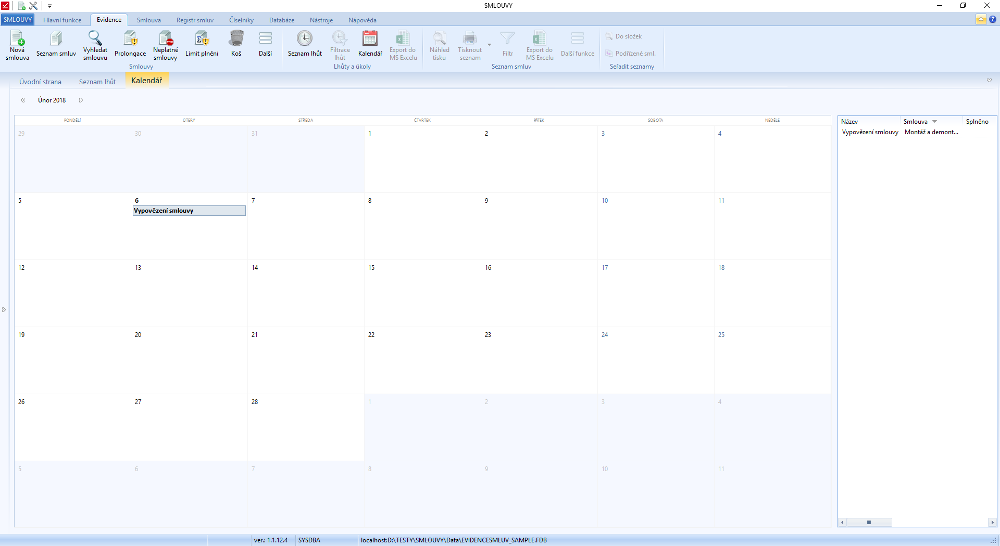 SMLOUVY
SMLOUVY Hlavní funkce Evidence Smlouva Registr smluv Číselníky Databáze Nástroje Nápověda
Nová smlouva
Seznam smluv
Vyhledat smlouvu
Prolongace
Neplatné smlouvy
Limit plnění
Koš
Další
Smlouvy
Seznam lhůt
Filtrace lhůt
Kalendář
Export do MS Excelu
Lhůty a úkoly
Náhled tisku
Tisknout seznam
Filtr
Export do MS Excelu
Další funkce
Seznam smluv
Do složek
Podřízené sml.
Seřadit seznamy
Úvodní strana Seznam lhůt Kalendář
Únor 2018
PONDĚLÍ ÚTERÝ STŘEDA ČTVRTEK PÁTEK SOBOTA NEDĚLE
29 30 31 1 2 3 4
5 6 7 8 9 10 11
Vypovězení smlouvy
12 13 14 15 16 17 18
19 20 21 22 23 24 25
26 27 28 1 2 3 4
5 6 7 8 9 10 11
Název Smlouva Splněno
Vypovězení smlouvy Montáž a demont...
ver.: 1.1.12.4 SYSDBA localhost:D:\TESTY\SMLOUVY\Data\EVIDENCESMLUV_SAMPLE.FDB